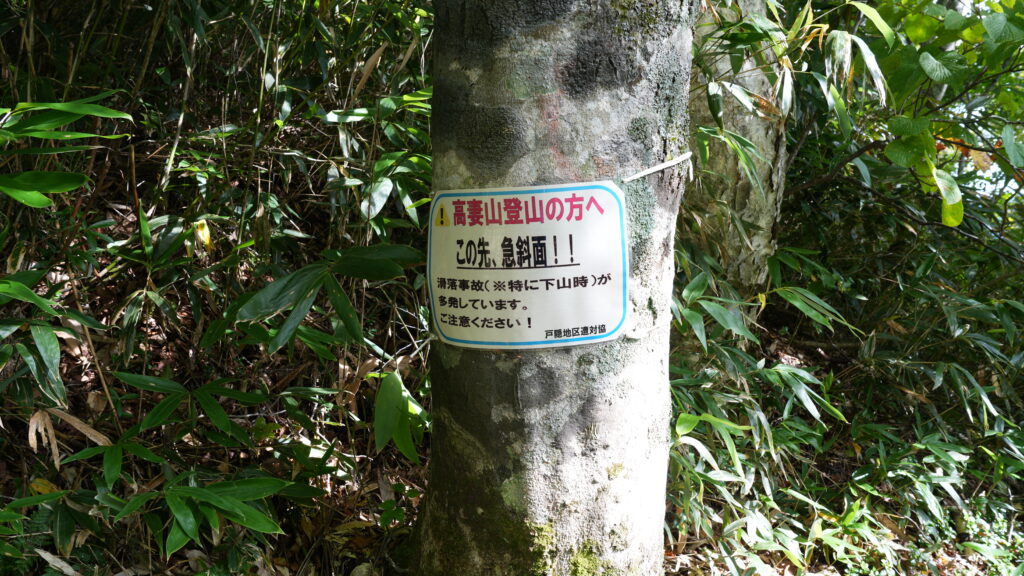 高妻山登山の方へ
この先、急斜面!!
滑落事故(※特に下山時)が
多発しています。
ご注意ください!
戸隠地区遭対協